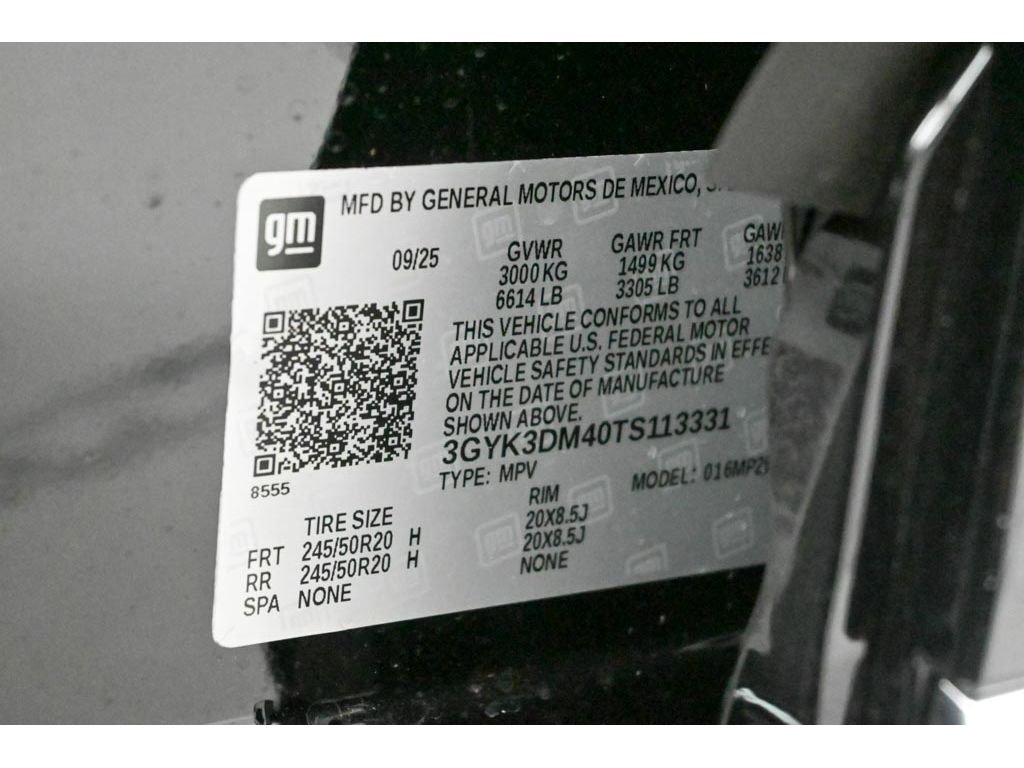 gm
MFD BY GENERAL MOTORS DE MEXICO,
09/25
GVWR GAWR FRT
3000 KG 1499 KG 1638
6614 LB 3305 LB 3612
THIS VEHICLE CONFORMS TO ALL
APPLICABLE U.S. FEDERAL MOTOR
VEHICLE SAFETY STANDARDS IN EFFE
ON THE DATE OF MANUFACTURE
SHOWN ABOVE.
3GYK3DM40TS113331
TYPE: MPV MODEL:
8555
TIRE SIZE RIM
FRT 245/50R20 H 20X8.5J
RR 245/50R20 H 20X8.5J
SPA NONE NONE